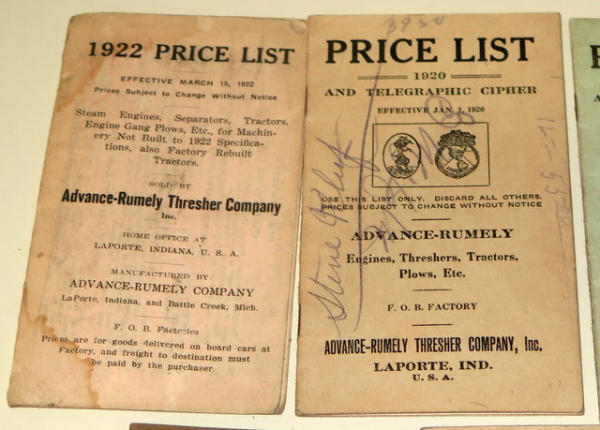 1922 PRICE LIST
EFFECTIVE MARCH 15, 1922
Prices Subject to Change Without Notice
Steam Engines, Separators, Tractors,
Engine Gang Plows, Etc., for Machin-
ery Not Built to 1922 Specifica-
tions, also Factory Rebuilt
Tractors.
SOLD BY
Advance-Rumely Thresher Company
Inc.
HOME OFFICE AT
LAPORTE, INDIANA, U. S. A.
MANUFACTURED BY
ADVANCE-RUMELY COMPANY
LaPorte, Indiana, and Battle Creek, Mich.
F. O. B. Factories
Prices are for goods delivered on board cars at
Factory, and freight to destination must
be paid by the purchaser.
PRICE LIST
1920
AND TELEGRAPHIC CIPHER
EFFECTIVE JAN. 1, 1920
USE THIS LIST ONLY. DISCARD ALL OTHERS.
PRICES SUBJECT TO CHANGE WITHOUT NOTICE
ADVANCE-RUMELY
Engines, Threshers, Tractors,
Plows, Etc.
F. O. B. FACTORY
ADVANCE-RUMELY THRESHER COMPANY, Inc.
LAPORTE, IND.
U. S. A.
Steve